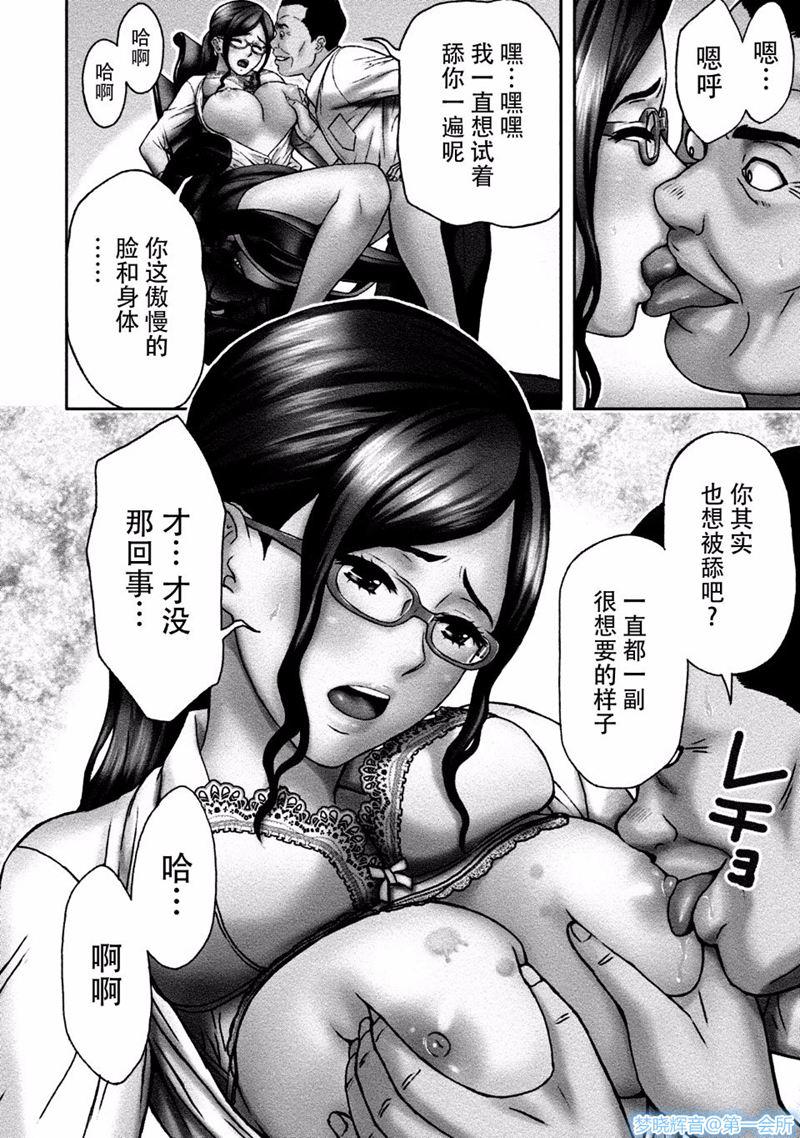 嗯…
嗯呼
嘿…嘿嘿
我一直想试着
舔你一遍呢
哈啊
哈啊
你这傲慢的
脸和身体
……
你其实
也想被舔吧?
一直都一副
很想要的样子
レチョ
才…才没
那回事…
哈…
啊啊
梦晓辉音@第一会所